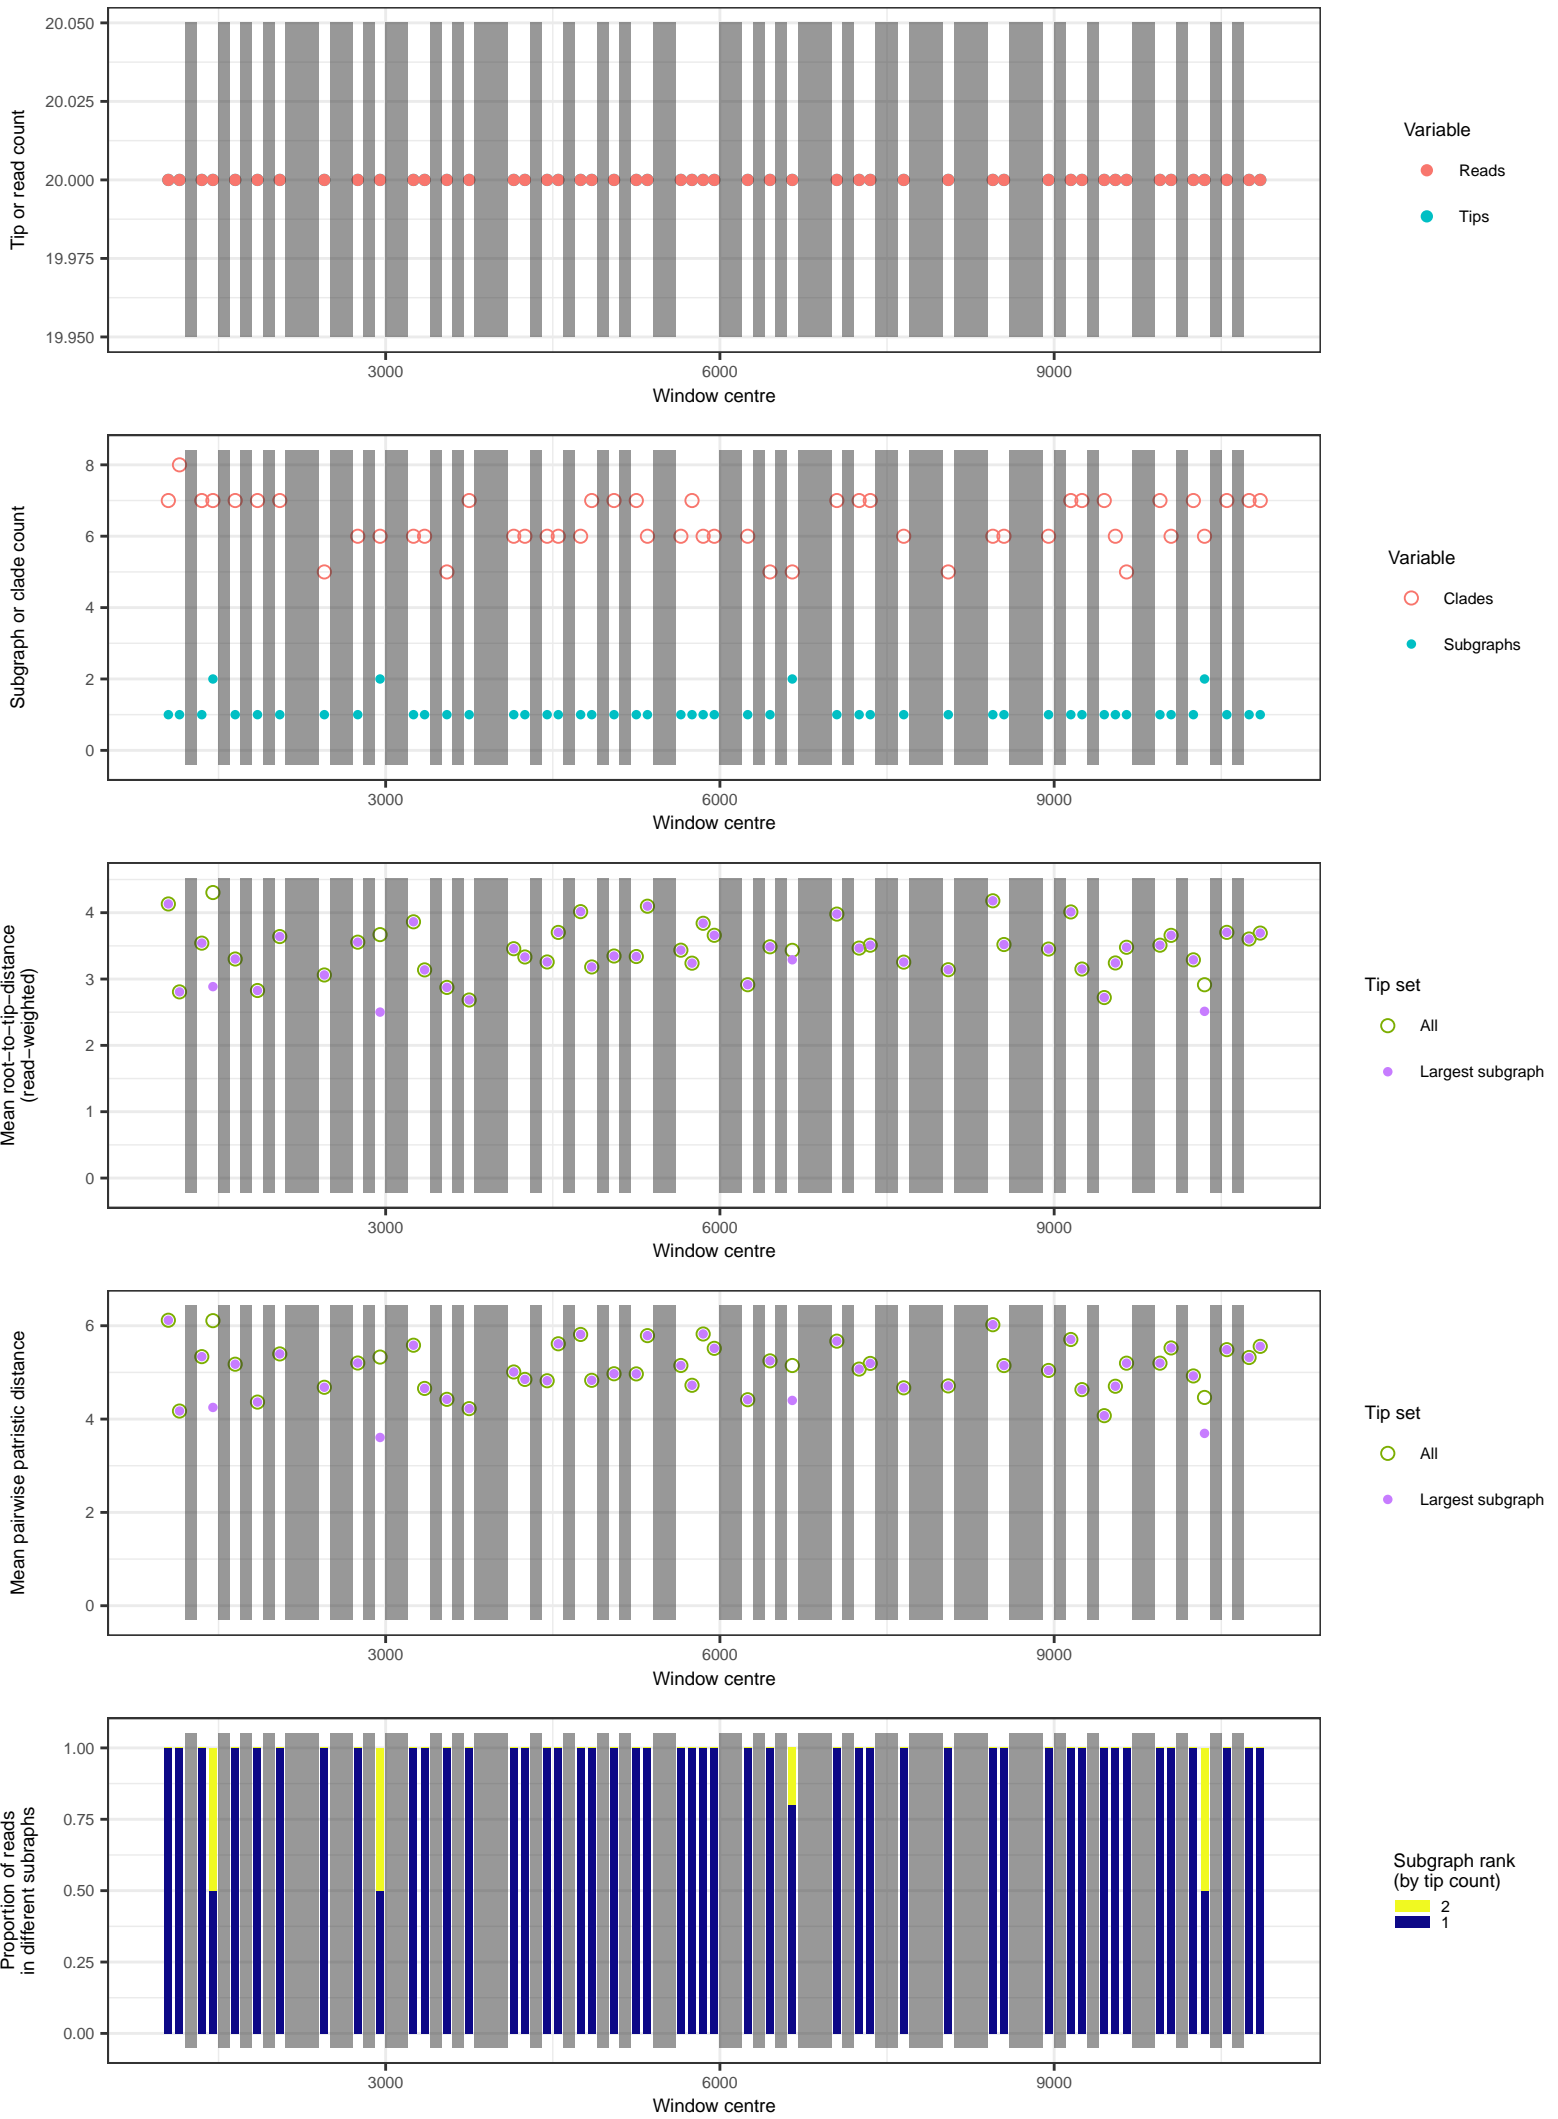 20.050
20.025
20.000
19.975
19.950
Tip or read count
3000
6000
9000
Window centre
Variable
Reads
Tips
8
6
4
2
0
Subgraph or clade count
3000
6000
9000
Window centre
Variable
Clades
Subgraphs
4
3
2
1
0
Mean root−to−tip−distance
(read−weighted)
3000
6000
9000
Window centre
Tip set
All
Largest subgraph
6
4
2
0
Mean pairwise patristic distance
3000
6000
9000
Window centre
Tip set
All
Largest subgraph
1.00
0.75
0.50
0.25
0.00
Proportion of reads
in different subraphs
3000
6000
9000
Window centre
Subgraph rank
(by tip count)
2
1